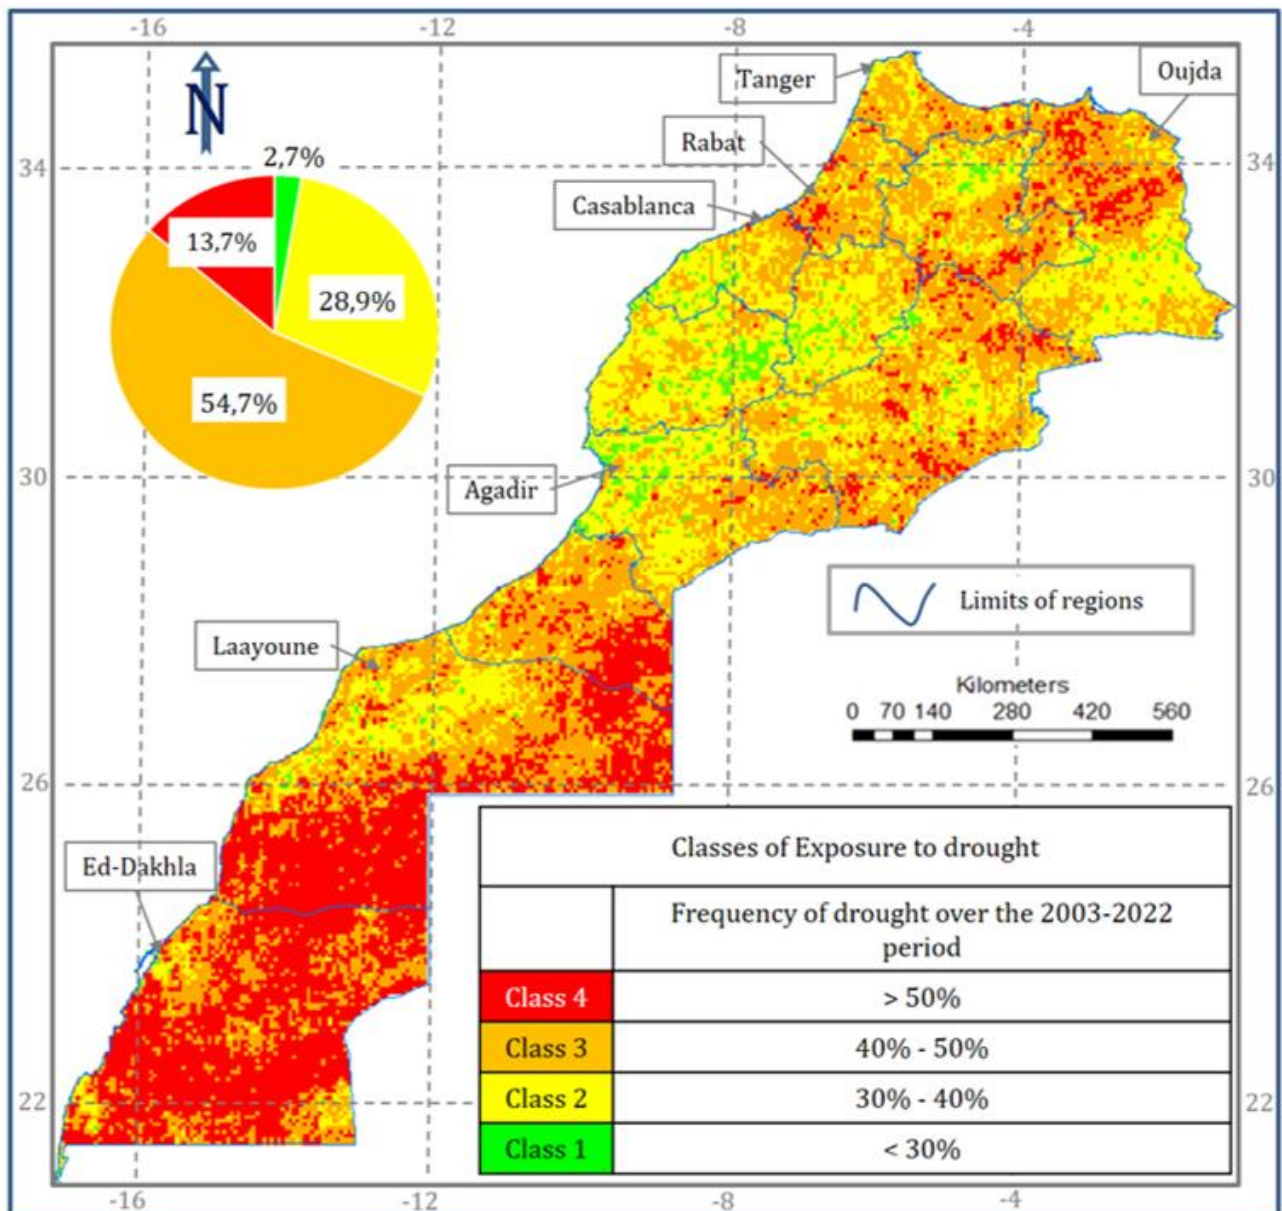 -16 -12 -8 -4
N
Tanger
Oujda
Rabat
2,7%
34 34
Casablanca
13,7%
28,9%
54,7%
30 30
Agadir
Limits of regions
Laayoune
Kilometers
0 70 140 280 420 560
26 26
Classes of Exposure to drought
Ed-Dakhla
Frequency of drought over the 2003-2022
period
Class 4 > 50%
Class 3 40% - 50%
Class 2 30% - 40%
22 22
Class 1 < 30%
-16 -12 -8 -4